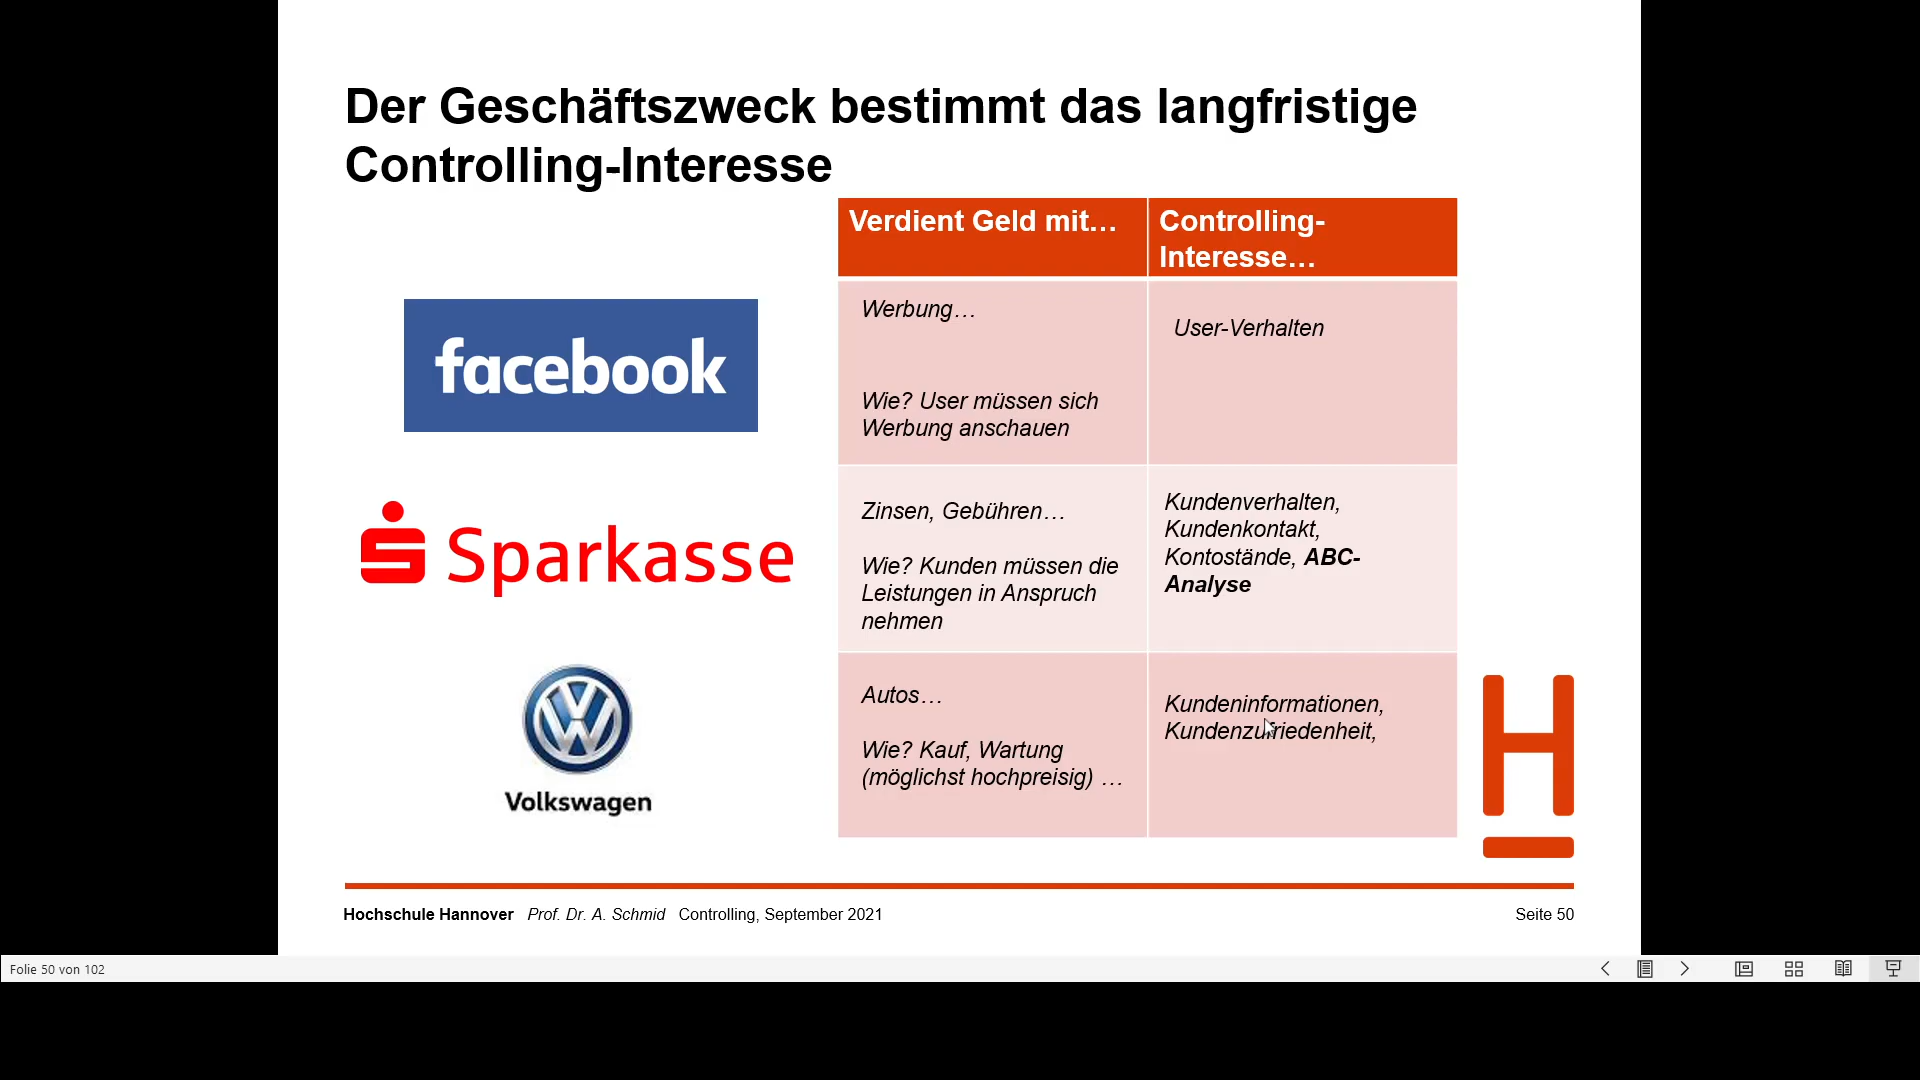 Der Geschäftszweck bestimmt das langfristige
Controlling-Interesse
Verdient Geld mit…
Controlling-
Interesse…
facebook
Werbung…
Wie? User müssen sich
Werbung anschauen
User-Verhalten
Sparkasse
Zinsen, Gebühren…
Wie? Kunden müssen die
Leistungen in Anspruch
nehmen
Kundenverhalten,
Kundenkontakt,
Kontostände, ABC-
Analyse
Volkswagen
Autos…
Wie? Kauf, Wartung
(möglichst hochpreisig) …
Kundeninformationen,
Kundenzufriedenheit,
H
Hochschule Hannover Prof. Dr. A. Schmid Controlling, September 2021
Seite 50
Folie 50 von 102